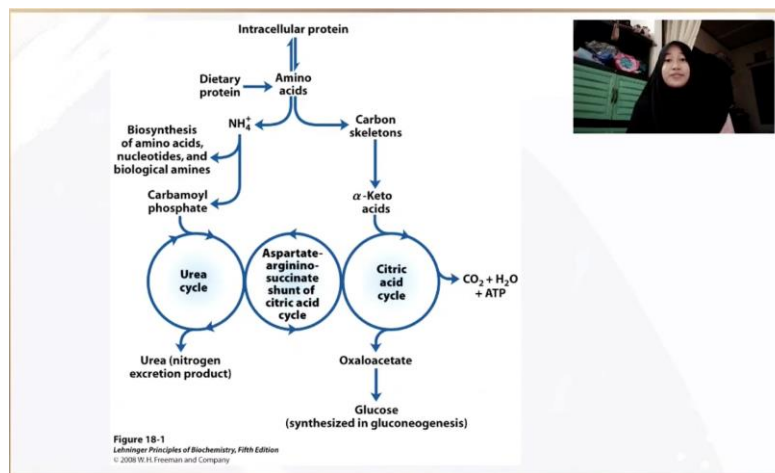 Intracellular protein
Dietary
protein
Amino
acids
NH₄⁺
Carbon
skeletons
Biosynthesis
of amino acids,
nucleotides, and
biological amines
Carbamoyl
phosphate
α-Keto
acids
Urea
cycle
Aspartate-
arginino-
succinate
shunt of
citric acid
cycle
Citric
acid
cycle
CO₂ + H₂O
+ ATP
Urea (nitrogen
excretion product)
Oxaloacetate
Glucose
(synthesized in gluconeogenesis)
Figure 18-1
Lehninger Principles of Biochemistry, Fifth Edition
© 2008 W. H. Freeman and Company